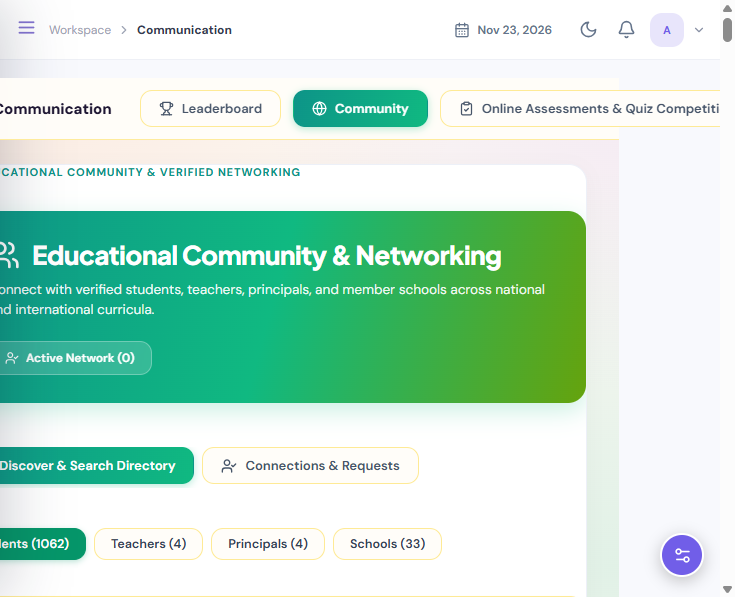 Workspace > Communication
Nov 23, 2026
A
Communication
Leaderboard
Community
Online Assessments & Quiz Competiti
CATIONAL COMMUNITY & VERIFIED NETWORKING
Educational Community & Networking
onnect with verified students, teachers, principals, and member schools across national
nd international curricula.
Active Network (0)
Discover & Search Directory
Connections & Requests
ents (1062)
Teachers (4)
Principals (4)
Schools (33)